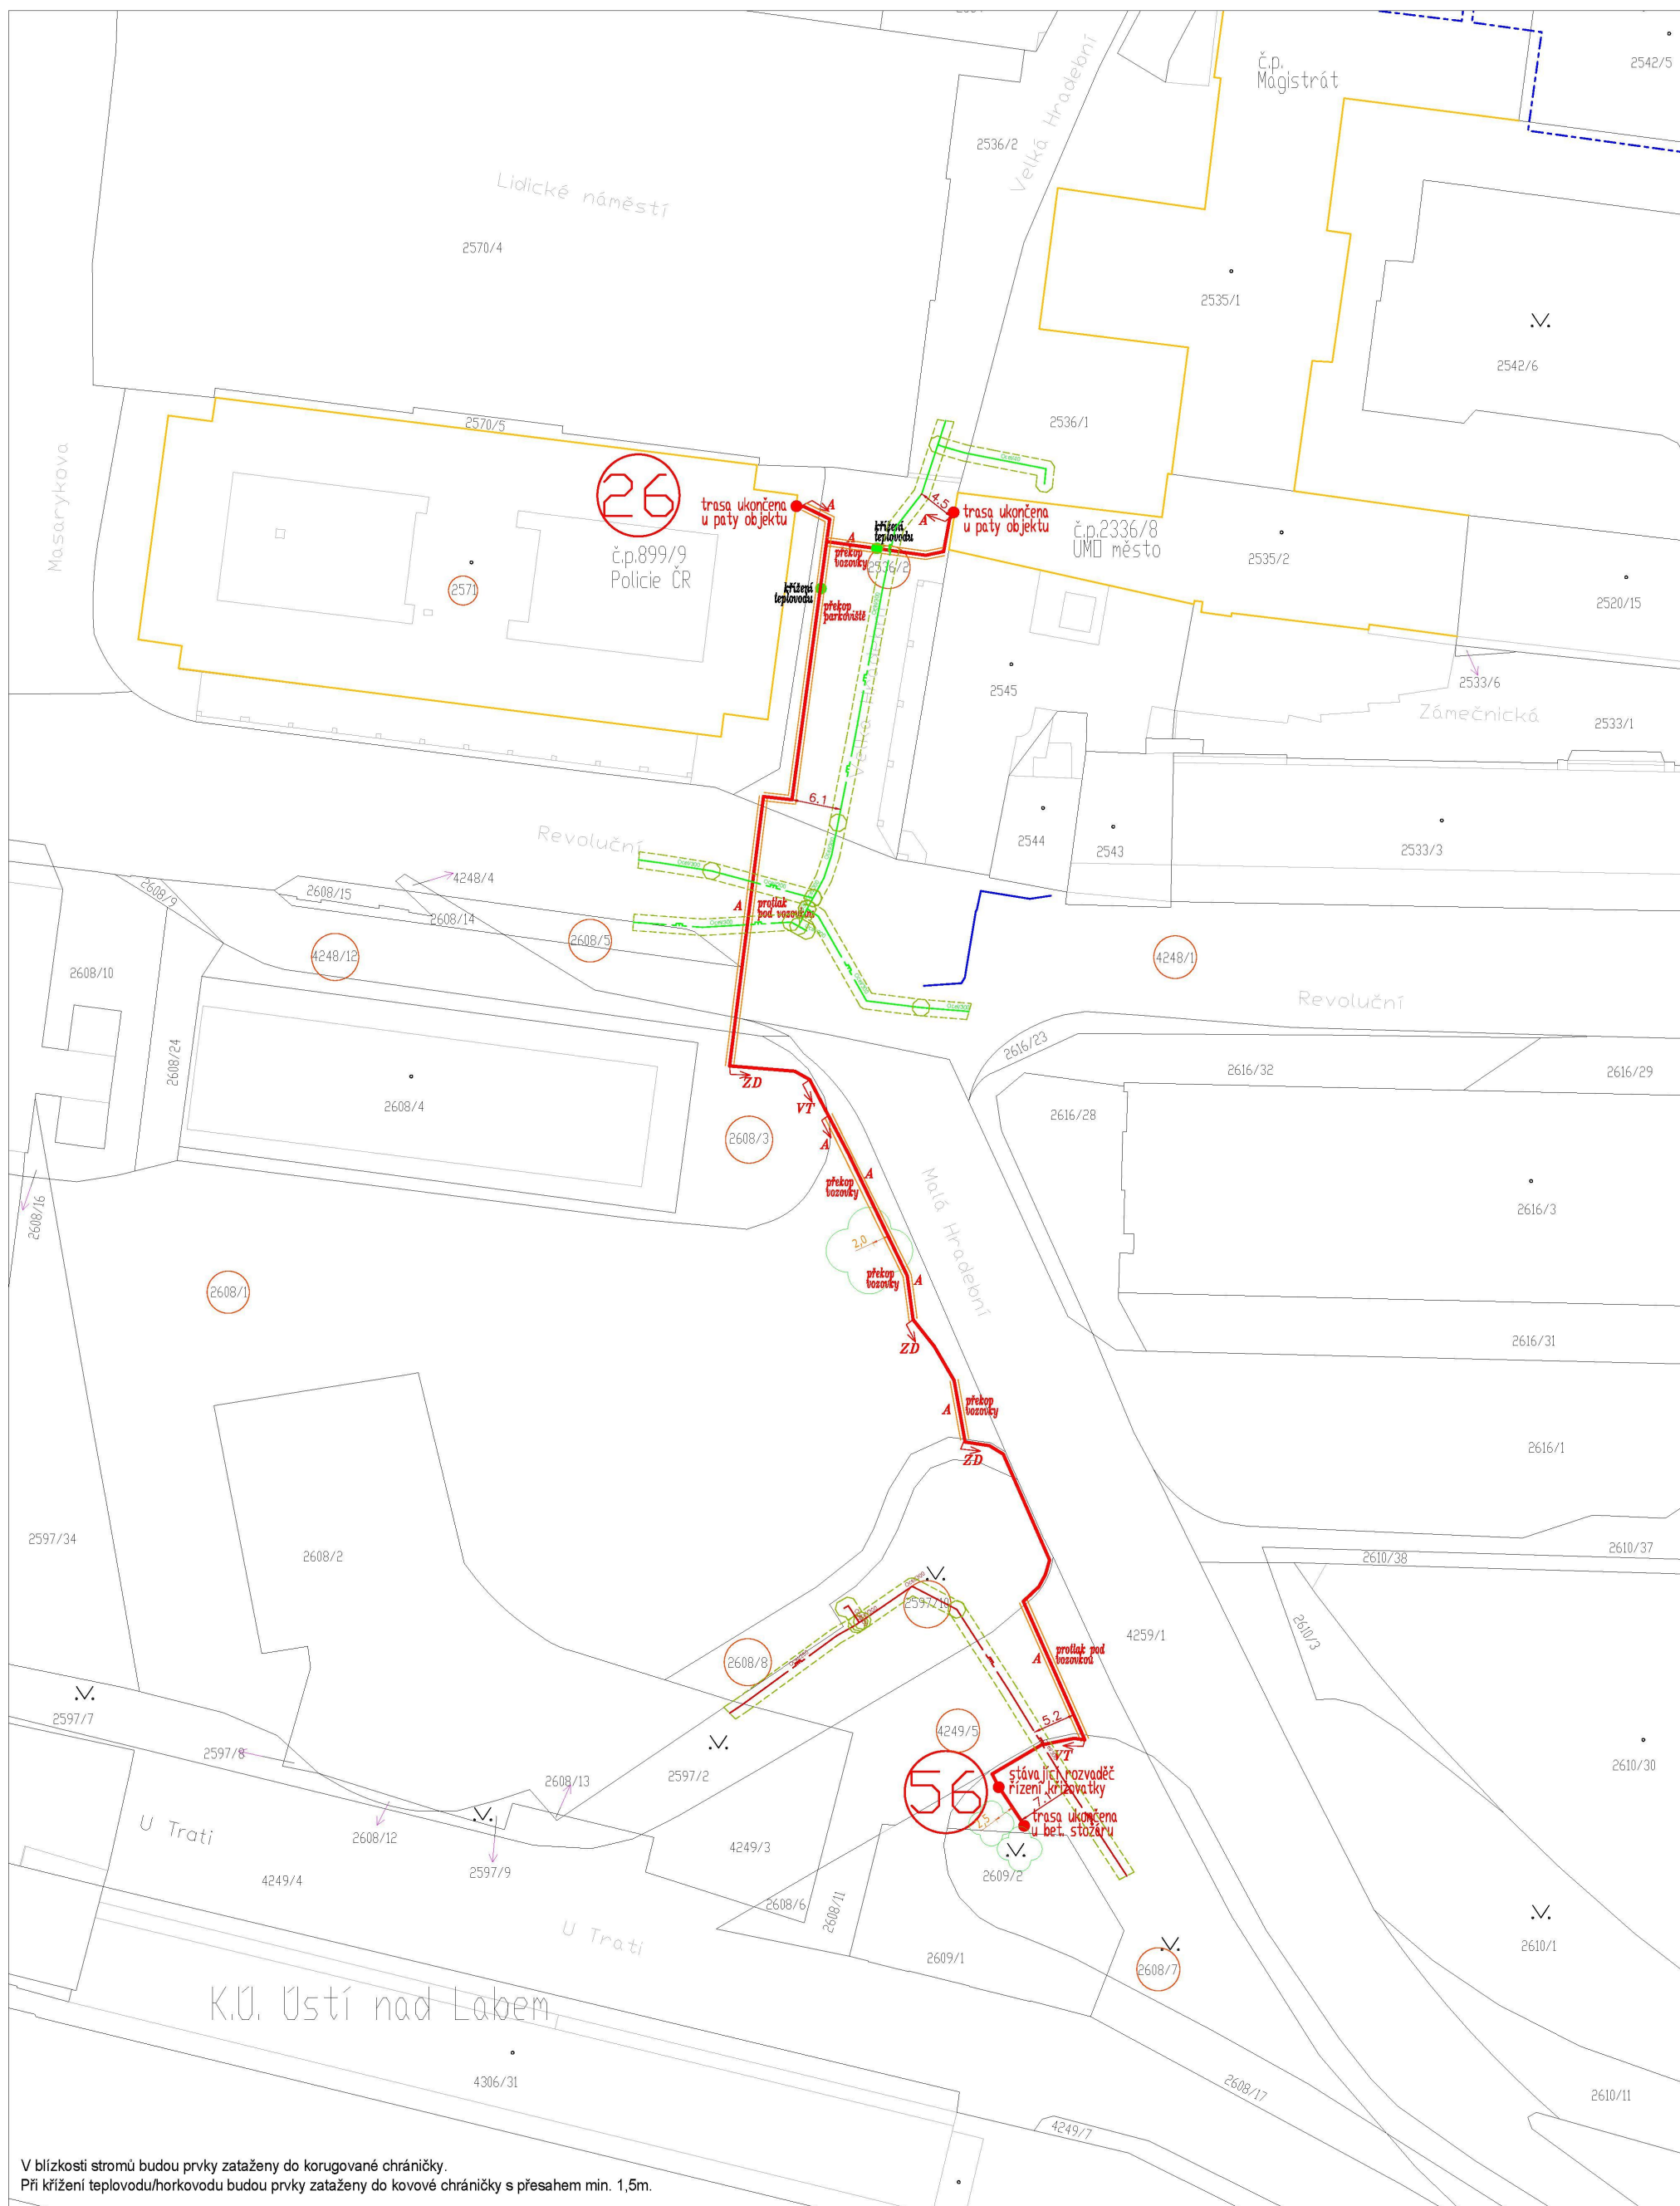 č.p.
Magistrát
2542/5
Velká Hradební
2536/2
Lidické náměstí
2570/4
2535/1
2542/6
2570/5
2536/1
Masarykova
26
trasa ukončena
u paty objektu
A
4.5
A
trasa ukončena
u paty objektu
křížení
teplovodu
A
překop
vozovky
č.p.2336/8
UM město
2535/2
č.p.899/9
Policie ČR
2571
2536/2
křížení
teplovodu
překop
parkoviště
2520/15
2545
2533/6
Zámečnická
2533/1
6.1
Revoluční
2544
2543
2533/3
2608/9
2608/15
4248/4
2608/14
A
protlak
pod vozovkou
2608/5
4248/12
4248/1
2608/10
Revoluční
2608/24
2616/23
2616/32
2616/29
ZD
VT
2608/4
2616/28
2608/3
A
A
překop
vozovky
Malá Hradební
2616/3
2608/16
2,0
2608/1
překop
vozovky
A
ZD
2616/31
A
překop
vozovky
ZD
2616/1
2597/34
2608/2
2610/38
2610/37
2597/10
2610/3
4259/1
2608/8
A
protlak pod
vozovkou
2597/7
5.2
4249/5
2597/8
VT
2597/2
2610/30
56
stávající rozvaděč
řízení křižovatky
2608/13
7.1
2,5
trasa ukončena
u bet. stožáru
U Trati
2608/12
4249/3
2597/9
2609/2
4249/4
2608/6
2608/11
U Trati
2609/1
2608/7
2610/1
K.Ú. Ústí nad Labem
4306/31
2608/17
2610/11
4249/7
V blízkosti stromů budou prvky zataženy do korugované chráničky.
Při křížení teplovodu/horkovodu budou prvky zataženy do kovové chráničky s přesahem min. 1,5m.